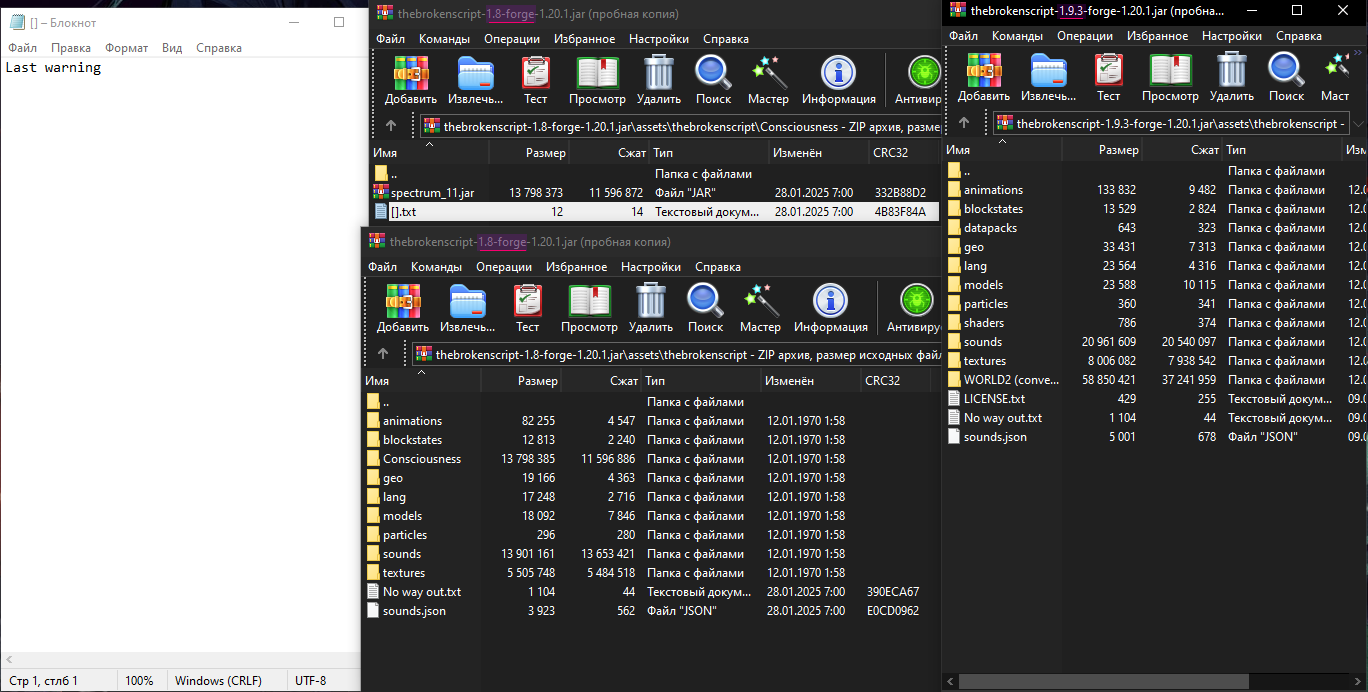 [] – Блокнот
Файл Правка Формат Вид Справка
Last warning
Стр 1, стлб 1 100% Windows (CRLF) UTF-8
thebrokenscript-1.8-forge-1.20.1.jar (пробная копия)
Файл Команды Операции Избранное Настройки Справка
Добавить Извлечь... Тест Просмотр Удалить Поиск Мастер Информация Антивир
thebrokenscript-1.8-forge-1.20.1.jar\assets\thebrokenscript\Consciousness - ZIP архив, разме
Имя Размер Сжат Тип Изменён CRC32
.. Папка с файлами
spectrum_11.jar 13 798 373 11 596 872 Файл "JAR" 28.01.2025 7:00 332B88D2
[].txt 12 14 Текстовый докум... 28.01.2025 7:00 4B83F84A
thebrokenscript-1.8-forge-1.20.1.jar (пробная копия)
Файл Команды Операции Избранное Настройки Справка
Добавить Извлечь... Тест Просмотр Удалить Поиск Мастер Информация Антивиру
thebrokenscript-1.8-forge-1.20.1.jar\assets\thebrokenscript - ZIP архив, размер исходных файл
Имя Размер Сжат Тип Изменён CRC32
.. Папка с файлами
animations 82 255 4 547 Папка с файлами 12.01.1970 1:58
blockstates 12 813 2 240 Папка с файлами 12.01.1970 1:58
Consciousness 13 798 385 11 596 886 Папка с файлами 12.01.1970 1:58
geo 19 166 4 363 Папка с файлами 12.01.1970 1:58
lang 17 248 2 716 Папка с файлами 12.01.1970 1:58
models 18 092 7 846 Папка с файлами 12.01.1970 1:58
particles 296 280 Папка с файлами 12.01.1970 1:58
sounds 13 901 161 13 653 421 Папка с файлами 12.01.1970 1:58
textures 5 505 748 5 484 518 Папка с файлами 12.01.1970 1:58
No way out.txt 1 104 44 Текстовый докум... 28.01.2025 7:00 390ECA67
sounds.json 3 923 562 Файл "JSON" 28.01.2025 7:00 E0CD0962
thebrokenscript-1.9.3-forge-1.20.1.jar (пробна...
Файл Команды Операции Избранное Настройки Справка
Добавить Извлечь... Тест Просмотр Удалить Поиск Маст
thebrokenscript-1.9.3-forge-1.20.1.jar\assets\thebrokenscript -
Имя Размер Сжат Тип Изм
.. Папка с файлами
animations 133 832 9 482 Папка с файлами 12.0
blockstates 13 529 2 824 Папка с файлами 12.0
datapacks 643 323 Папка с файлами 12.0
geo 33 431 7 313 Папка с файлами 12.0
lang 23 564 4 316 Папка с файлами 12.0
models 23 588 10 115 Папка с файлами 12.0
particles 360 341 Папка с файлами 12.0
shaders 786 374 Папка с файлами 12.0
sounds 20 961 609 20 540 097 Папка с файлами 12.0
textures 8 006 082 7 938 542 Папка с файлами 12.0
WORLD2 (conve... 58 850 421 37 241 959 Папка с файлами 12.0
LICENSE.txt 429 255 Текстовый докум... 09.0
No way out.txt 1 104 44 Текстовый докум... 09.0
sounds.json 5 001 678 Файл "JSON" 09.0